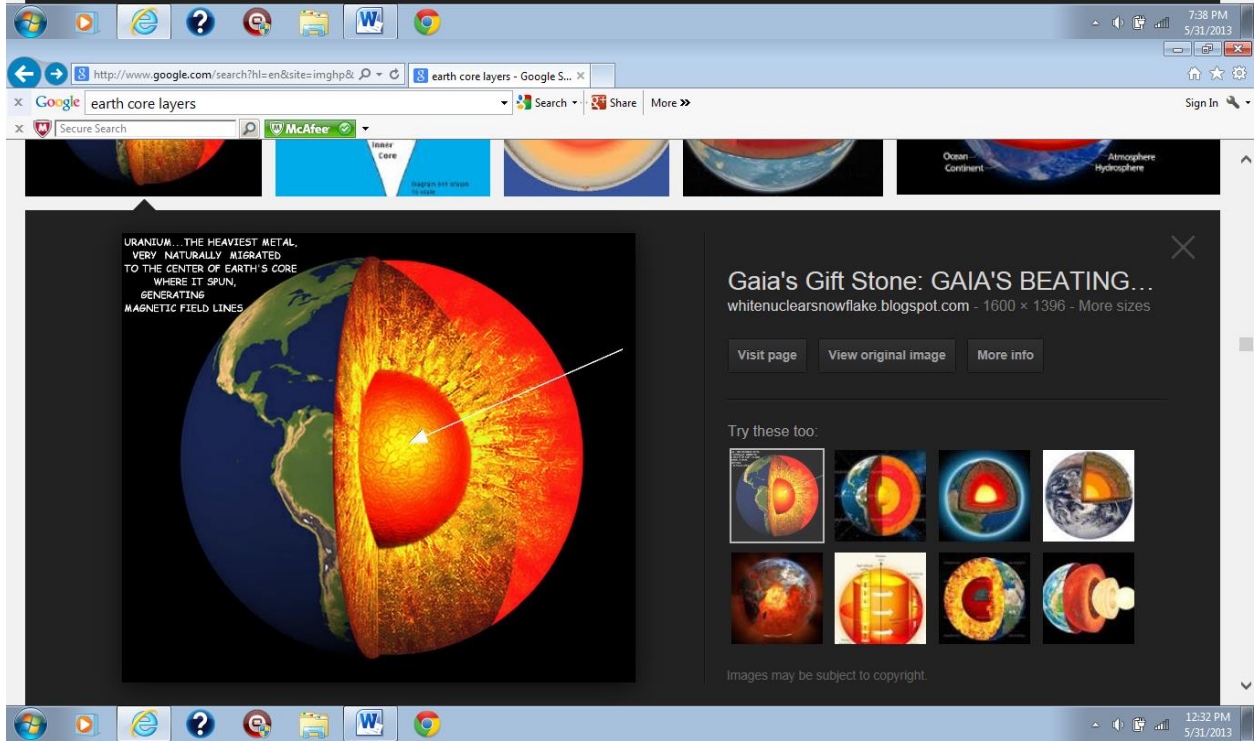 7:38 PM
5/31/2013
http://www.google.com/search?hl=en&site=imghp&
earth core layers - Google S...
Google earth core layers
Search
Share
More »
Sign In
Secure Search
McAfee
Inner
Core
Ocean
Continent
Atmosphere
Hydrosphere
URANIUM...THE HEAVIEST METAL,
VERY NATURALLY MIGRATED
TO THE CENTER OF EARTH'S CORE
WHERE IT SPUN,
GENERATING
MAGNETIC FIELD LINES
Gaia's Gift Stone: GAIA'S BEATING...
whitenuclearsnowflake.blogspot.com - 1600 × 1396 - More sizes
Visit page
View original image
More info
Try these too:
Images may be subject to copyright.
12:32 PM
5/31/2013